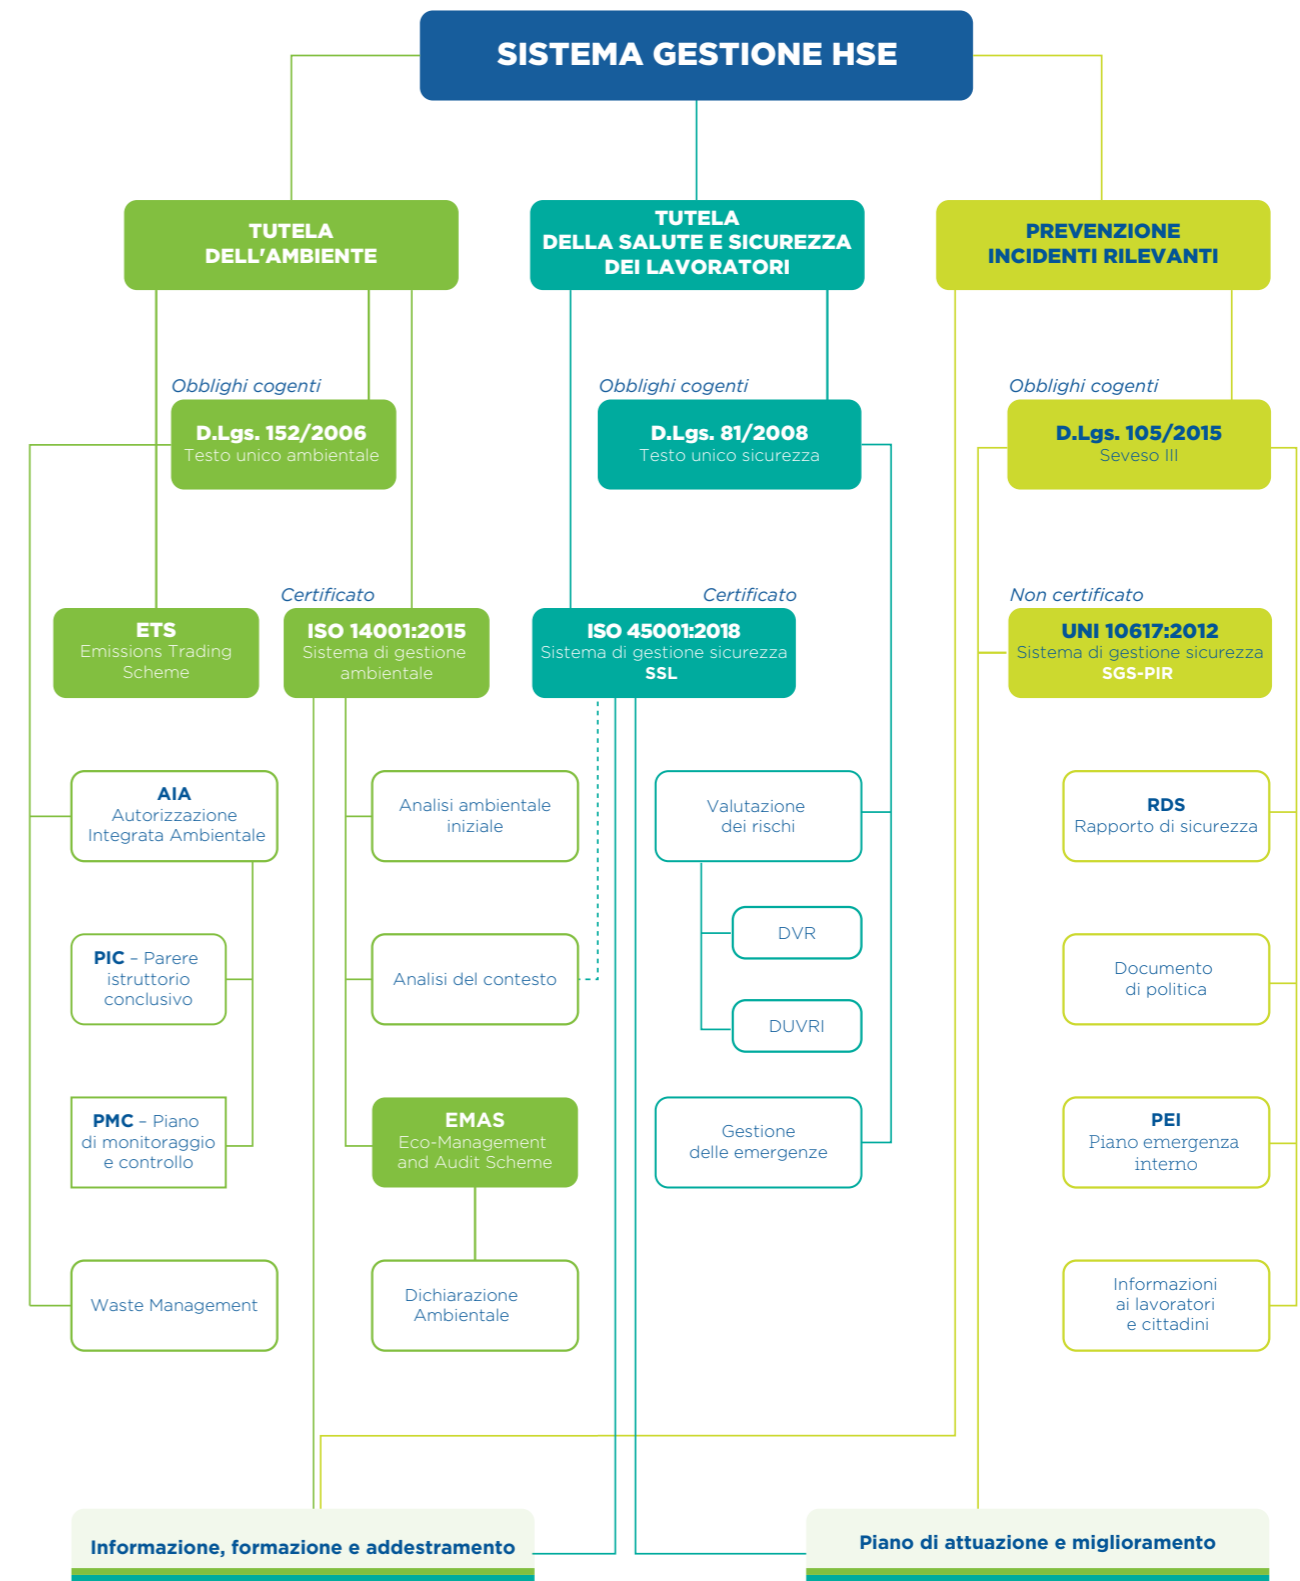 SISTEMA GESTIONE HSE
TUTELA
DELL'AMBIENTE
TUTELA
DELLA SALUTE E SICUREZZA
DEI LAVORATORI
PREVENZIONE
INCIDENTI RILEVANTI
Obblighi cogenti
D.Lgs. 152/2006
Testo unico ambientale
Obblighi cogenti
D.Lgs. 81/2008
Testo unico sicurezza
Obblighi cogenti
D.Lgs. 105/2015
Seveso III
ETS
Emissions Trading
Scheme
Certificato
ISO 14001:2015
Sistema di gestione
ambientale
Certificato
ISO 45001:2018
Sistema di gestione sicurezza
SSL
Non certificato
UNI 10617:2012
Sistema di gestione sicurezza
SGS-PIR
AIA
Autorizzazione
Integrata Ambientale
Analisi ambientale
iniziale
Valutazione
dei rischi
RDS
Rapporto di sicurezza
PIC – Parere
istruttorio
conclusivo
Analisi del contesto
DVR
DUVRI
Documento
di politica
PMC – Piano
di monitoraggio
e controllo
EMAS
Eco-Management
and Audit Scheme
Gestione
delle emergenze
PEI
Piano emergenza
interno
Waste Management
Dichiarazione
Ambientale
Informazioni
ai lavoratori
e cittadini
Informazione, formazione e addestramento
Piano di attuazione e miglioramento